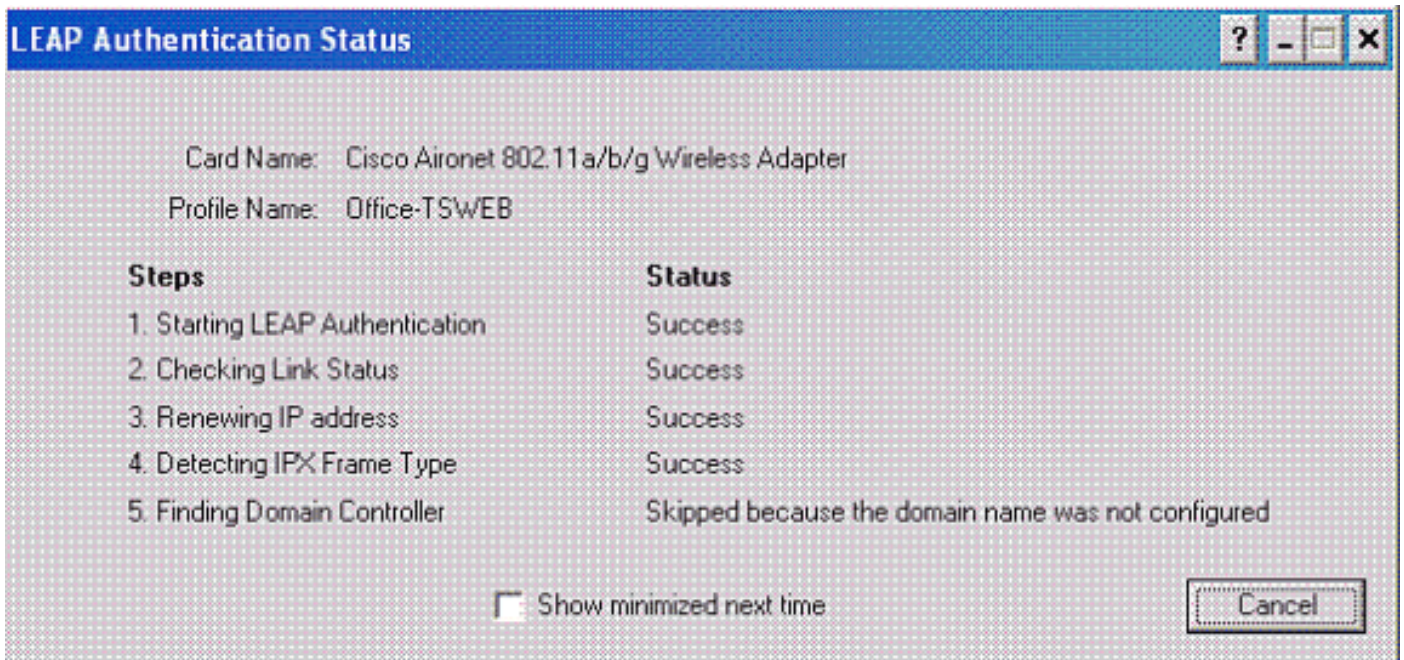 LEAP Authentication Status
Card Name: Cisco Aironet 802.11a/b/g Wireless Adapter
Profile Name: Office-TSWEB
Steps Status
1. Starting LEAP Authentication Success
2. Checking Link Status Success
3. Renewing IP address Success
4. Detecting IPX Frame Type Success
5. Finding Domain Controller Skipped because the domain name was not configured
Show minimized next time Cancel